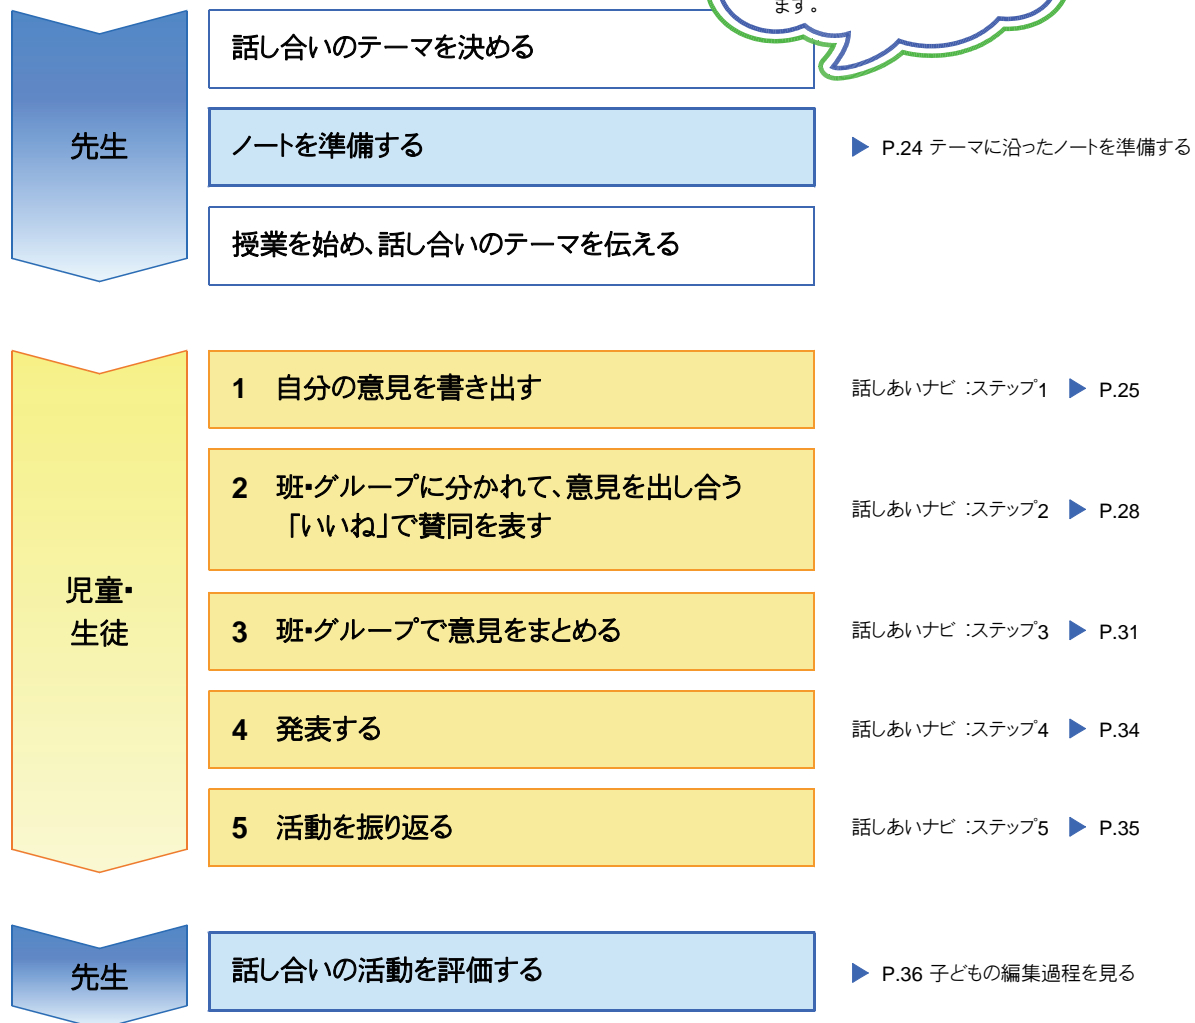 ます。
話し合いのテーマを決める
先生
ノートを準備する
P.24 テーマに沿ったノートを準備する
授業を始め、話し合いのテーマを伝える
1 自分の意見を書き出す
話しあいナビ：ステップ1 P.25
2 班・グループに分かれて、意見を出し合う
「いいね」で賛同を表す
話しあいナビ：ステップ2 P.28
児童・
生徒
3 班・グループで意見をまとめる
話しあいナビ：ステップ3 P.31
4 発表する
話しあいナビ：ステップ4 P.34
5 活動を振り返る
話しあいナビ：ステップ5 P.35
先生
話し合いの活動を評価する
P.36 子どもの編集過程を見る